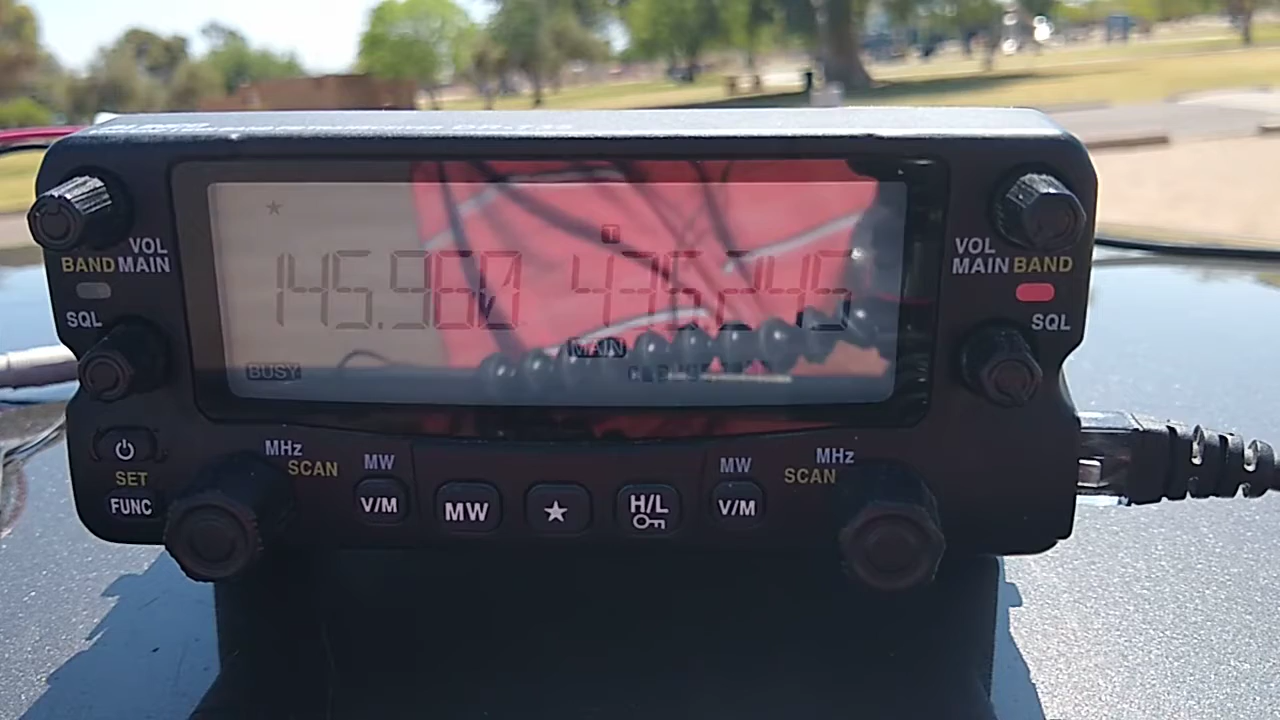 ★
T
145.960 435.245
MAIN
BUSY
VOL
BAND MAIN
SQL
VOL
MAIN BAND
SQL
SET
FUNC
MHz
SCAN
MW
V/M
MW
★
H/L
MW
V/M
MHz
SCAN